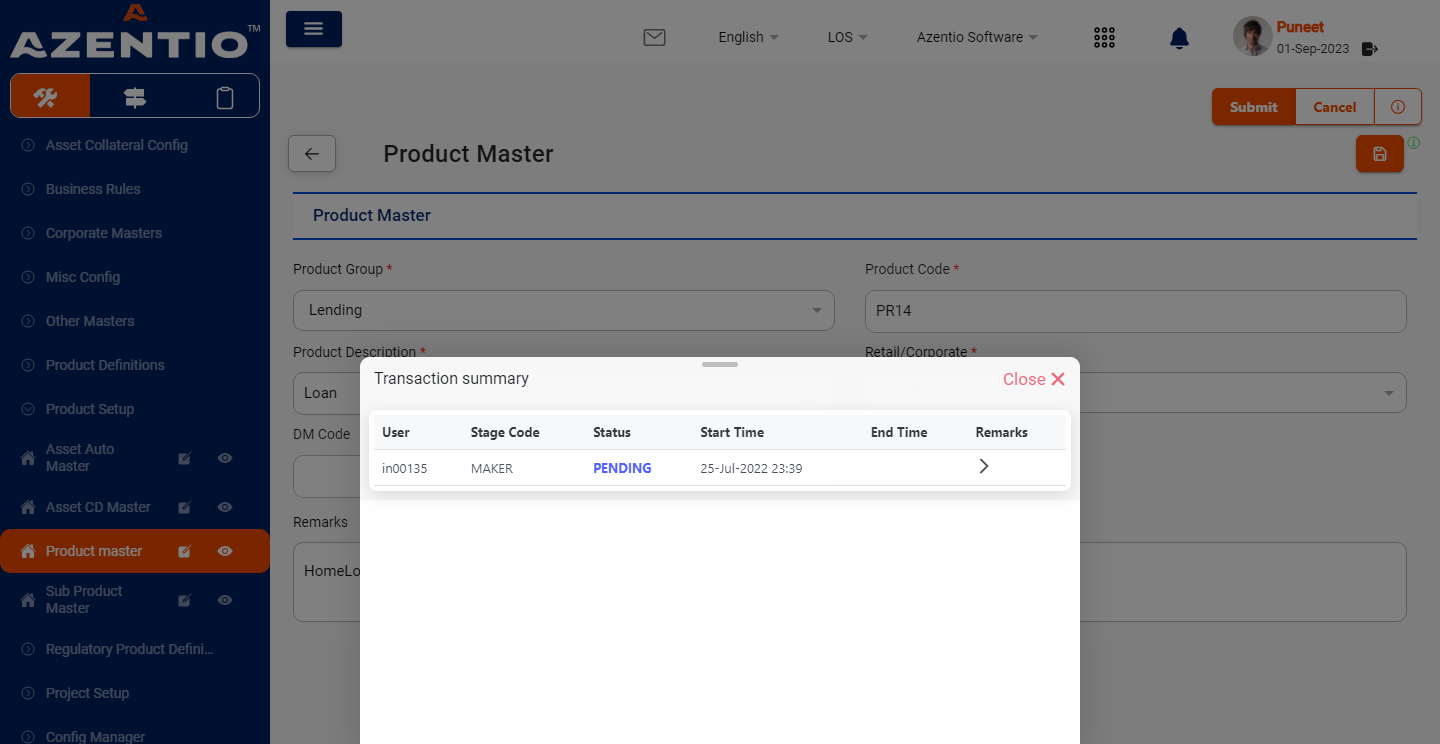 AZENTIO™
English
LOS
Azentio Software
Puneet
01-Sep-2023
Submit
Cancel
Product Master
Product Master
Asset Collateral Config
Business Rules
Corporate Masters
Misc Config
Other Masters
Product Definitions
Product Setup
Asset Auto
Master
Asset CD Master
Product master
Sub Product
Master
Regulatory Product Defini...
Project Setup
Config Manager
Product Group *
Product Code *
Lending
PR14
Product Description *
Retail/Corporate *
Loan
DM Code
Remarks
HomeLo
Transaction summary
Close
User Stage Code Status Start Time End Time Remarks
in00135 MAKER PENDING 25-Jul-2022 23:39